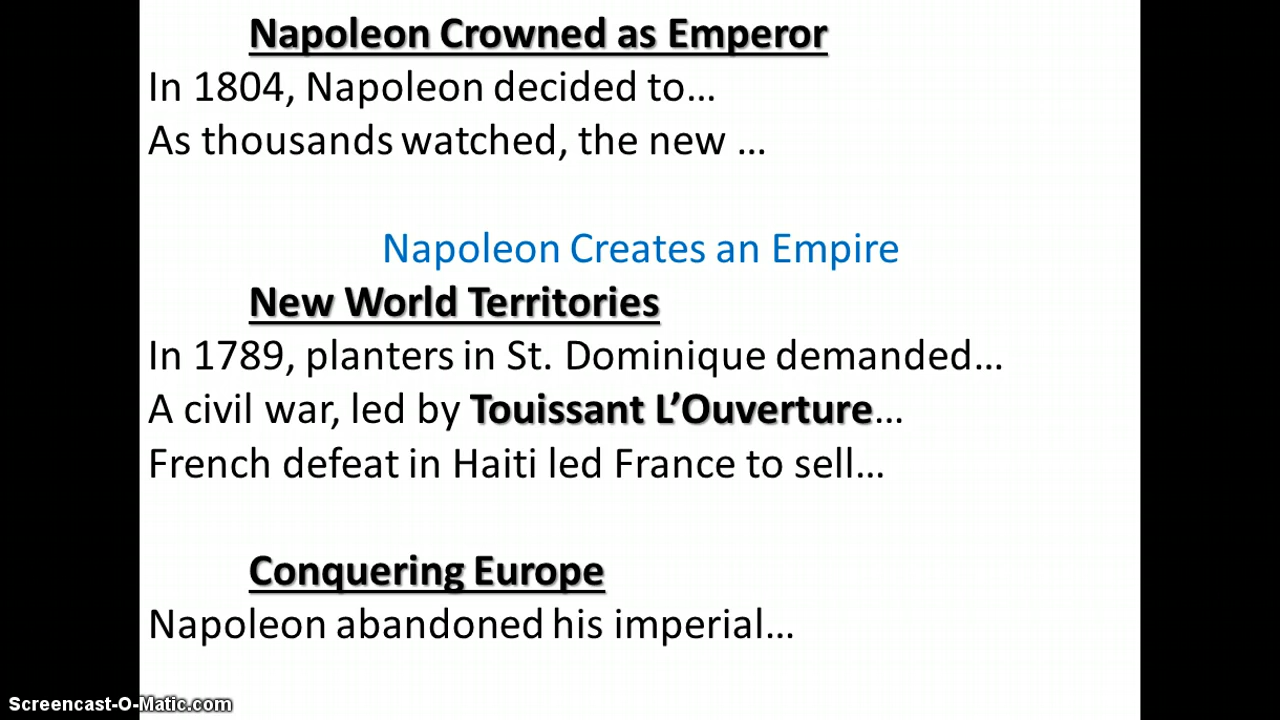 Napoleon Crowned as Emperor
In 1804, Napoleon decided to…
As thousands watched, the new …
Napoleon Creates an Empire
New World Territories
In 1789, planters in St. Dominique demanded…
A civil war, led by Touissant L’Ouverture…
French defeat in Haiti led France to sell…
Conquering Europe
Napoleon abandoned his imperial…
Screencast-O-Matic.com